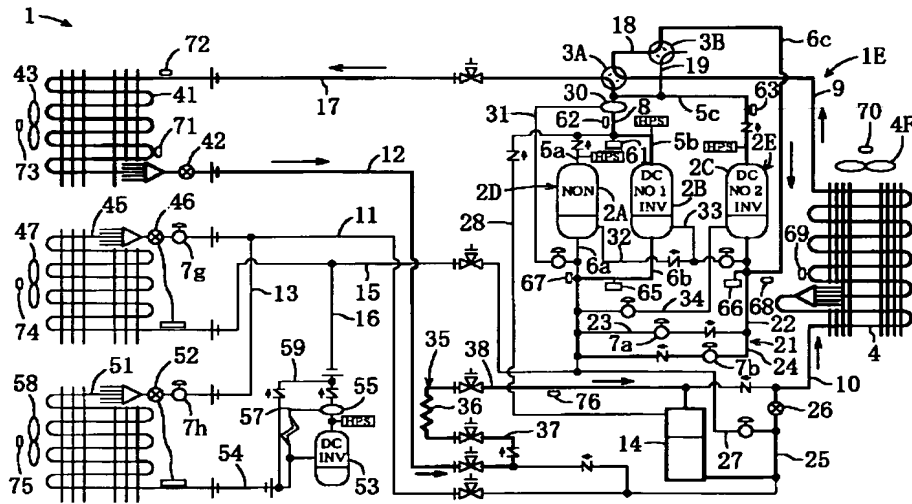 1
72
43
41
17
71
42
73
12
18
3A
3B
6c
1E
19
9
63
70
4F
30
31
8
5c
62
HPS
61
5b
5a
HPS
HPS
2E
2C
2D
NON
2A
DC
NO 1
INV
2B
DC
NO 2
INV
33
32
28
6a
6b
67
65
34
66
68
69
22
23
7a
21
24
7b
4
10
45
46
47
7g
11
13
15
16
74
51
52
58
7h
59
57
55
HPS
DC
INV
53
54
75
35
38
36
76
37
14
26
27
25